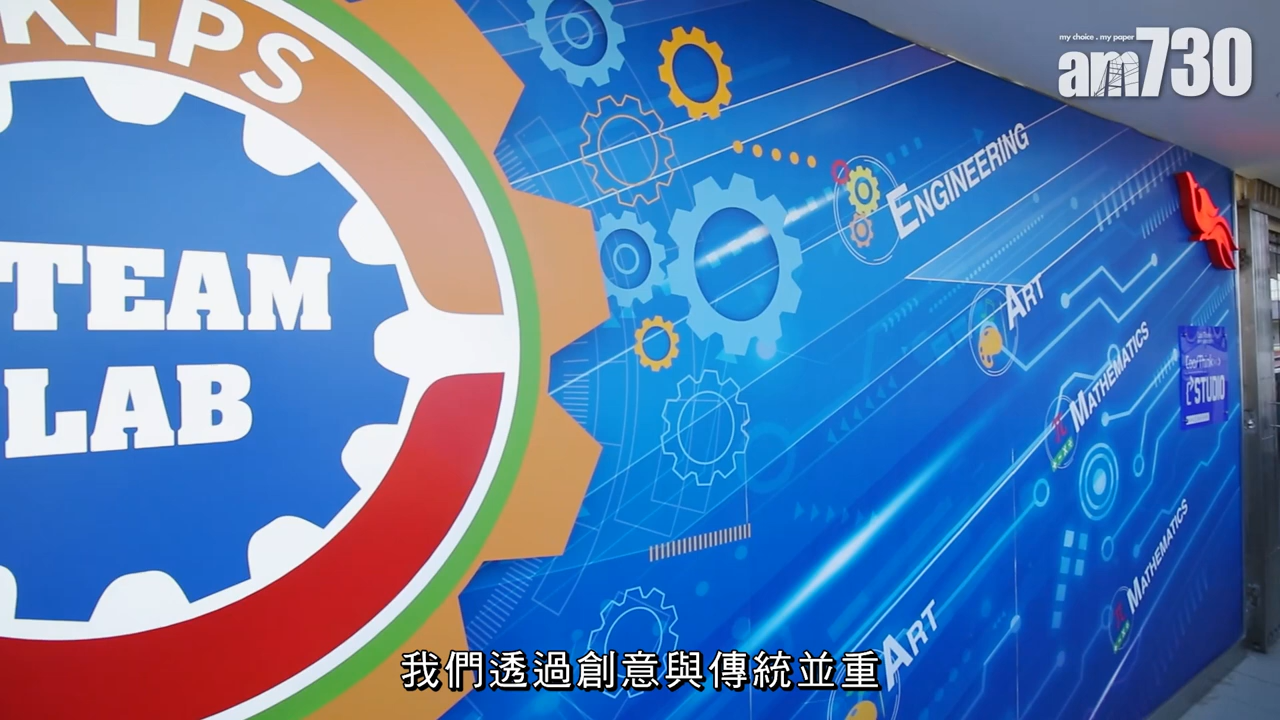 KIPS
TEAM
LAB
my choice . my paper
am730
ENGINEERING
ART
MATHEMATICS
STUDIO
MATHEMATICS
ART
我們透過創意與傳統並重